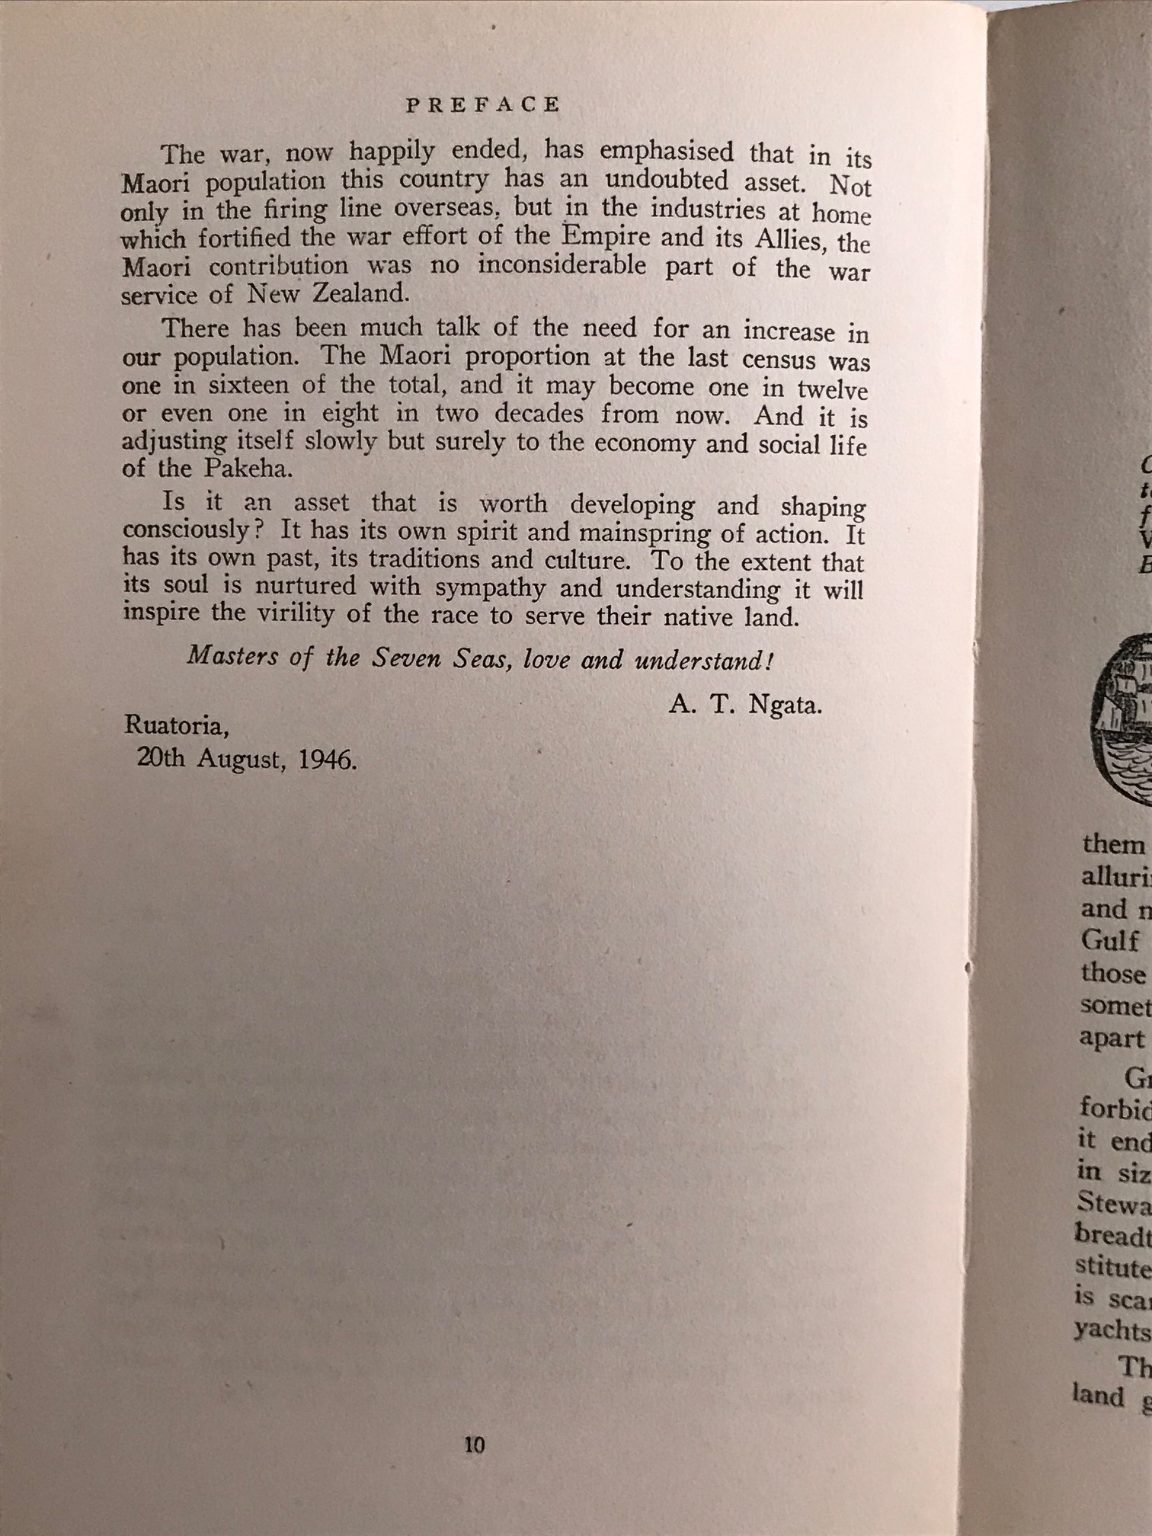 PREFACE
The war, now happily ended, has emphasised that in its
Maori population this country has an undoubted asset. Not
only in the firing line overseas, but in the industries at home
which fortified the war effort of the Empire and its Allies, the
Maori contribution was no inconsiderable part of the war
service of New Zealand.
There has been much talk of the need for an increase in
our population. The Maori proportion at the last census was
one in sixteen of the total, and it may become one in twelve
or even one in eight in two decades from now. And it is
adjusting itself slowly but surely to the economy and social life
of the Pakeha.
Is it an asset that is worth developing and shaping
consciously? It has its own spirit and mainspring of action. It
has its own past, its traditions and culture. To the extent that
its soul is nurtured with sympathy and understanding it will
inspire the virility of the race to serve their native land.
Masters of the Seven Seas, love and understand!
A. T. Ngata.
Ruatoria,
20th August, 1946.
10
them
and
Gulf
those
apart
it
in
is
yachts
land